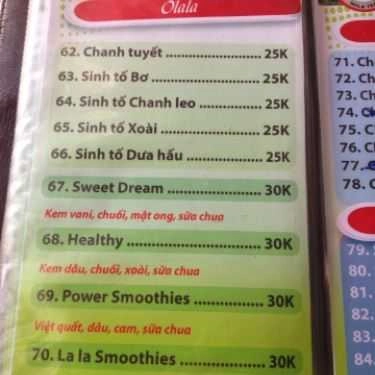 Olala
62. Chanh tuyết ........................ 25K
63. Sinh tố Bơ ........................... 25K
64. Sinh tố Chanh leo ............... 25K
65. Sinh tố Xoài ........................ 25K
66. Sinh tố Dưa hấu ................. 25K
67. Sweet Dream ...................... 30K
Kem vani, chuối, mật ong, sữa chua
68. Healthy ............................... 30K
Kem dâu, chuối, xoài, sữa chua
69. Power Smoothies ................ 30K
Việt quất, dâu, cam, sữa chua
70. La la Smoothies ................... 30K
71. Ch
72. Ch
73. Ch
74.
75. C
76. C
77.
78. C
79.
80.
81.
82.
83.
84.